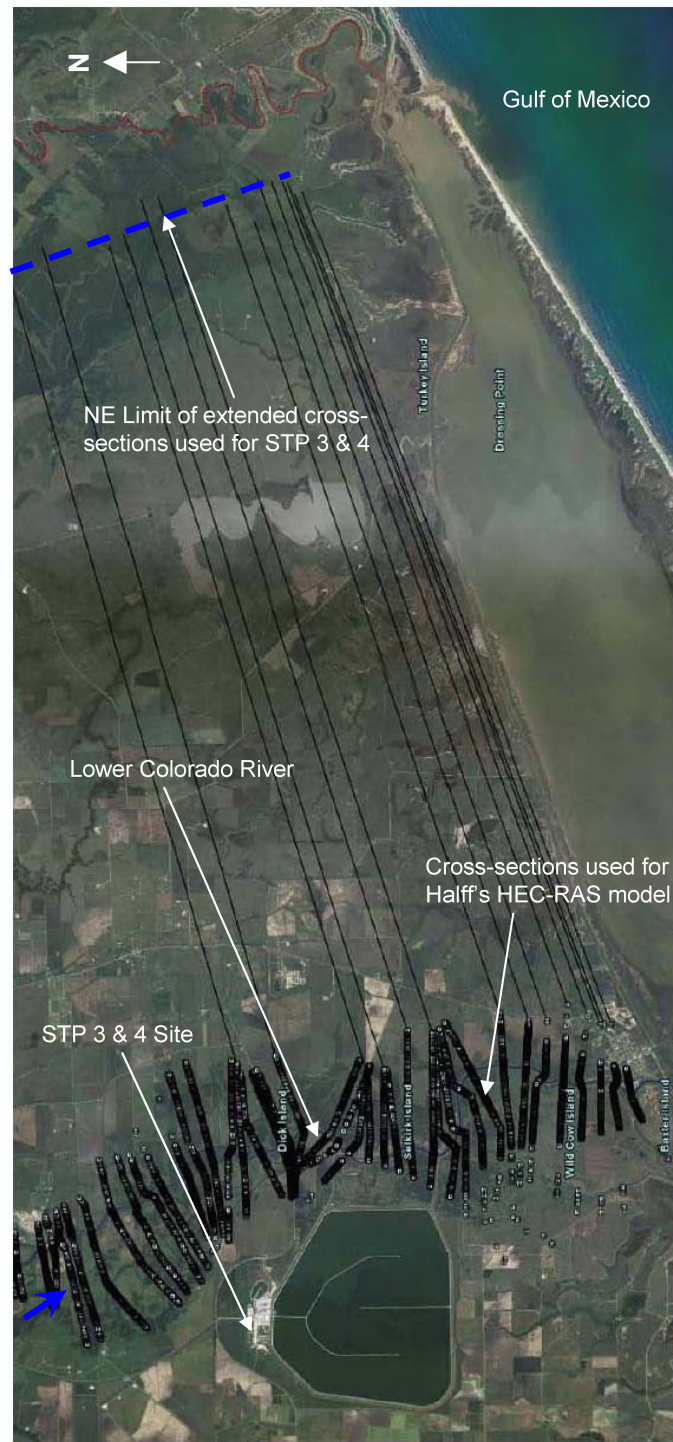 N
Gulf of Mexico
Turkey Island
Dressing Point
NE Limit of extended cross-
sections used for STP 3 & 4
Lower Colorado River
Cross-sections used for
Halff's HEC-RAS model
STP 3 & 4 Site
Dick Island
Selkirk Island
Wild Cow Island
Baxter Island